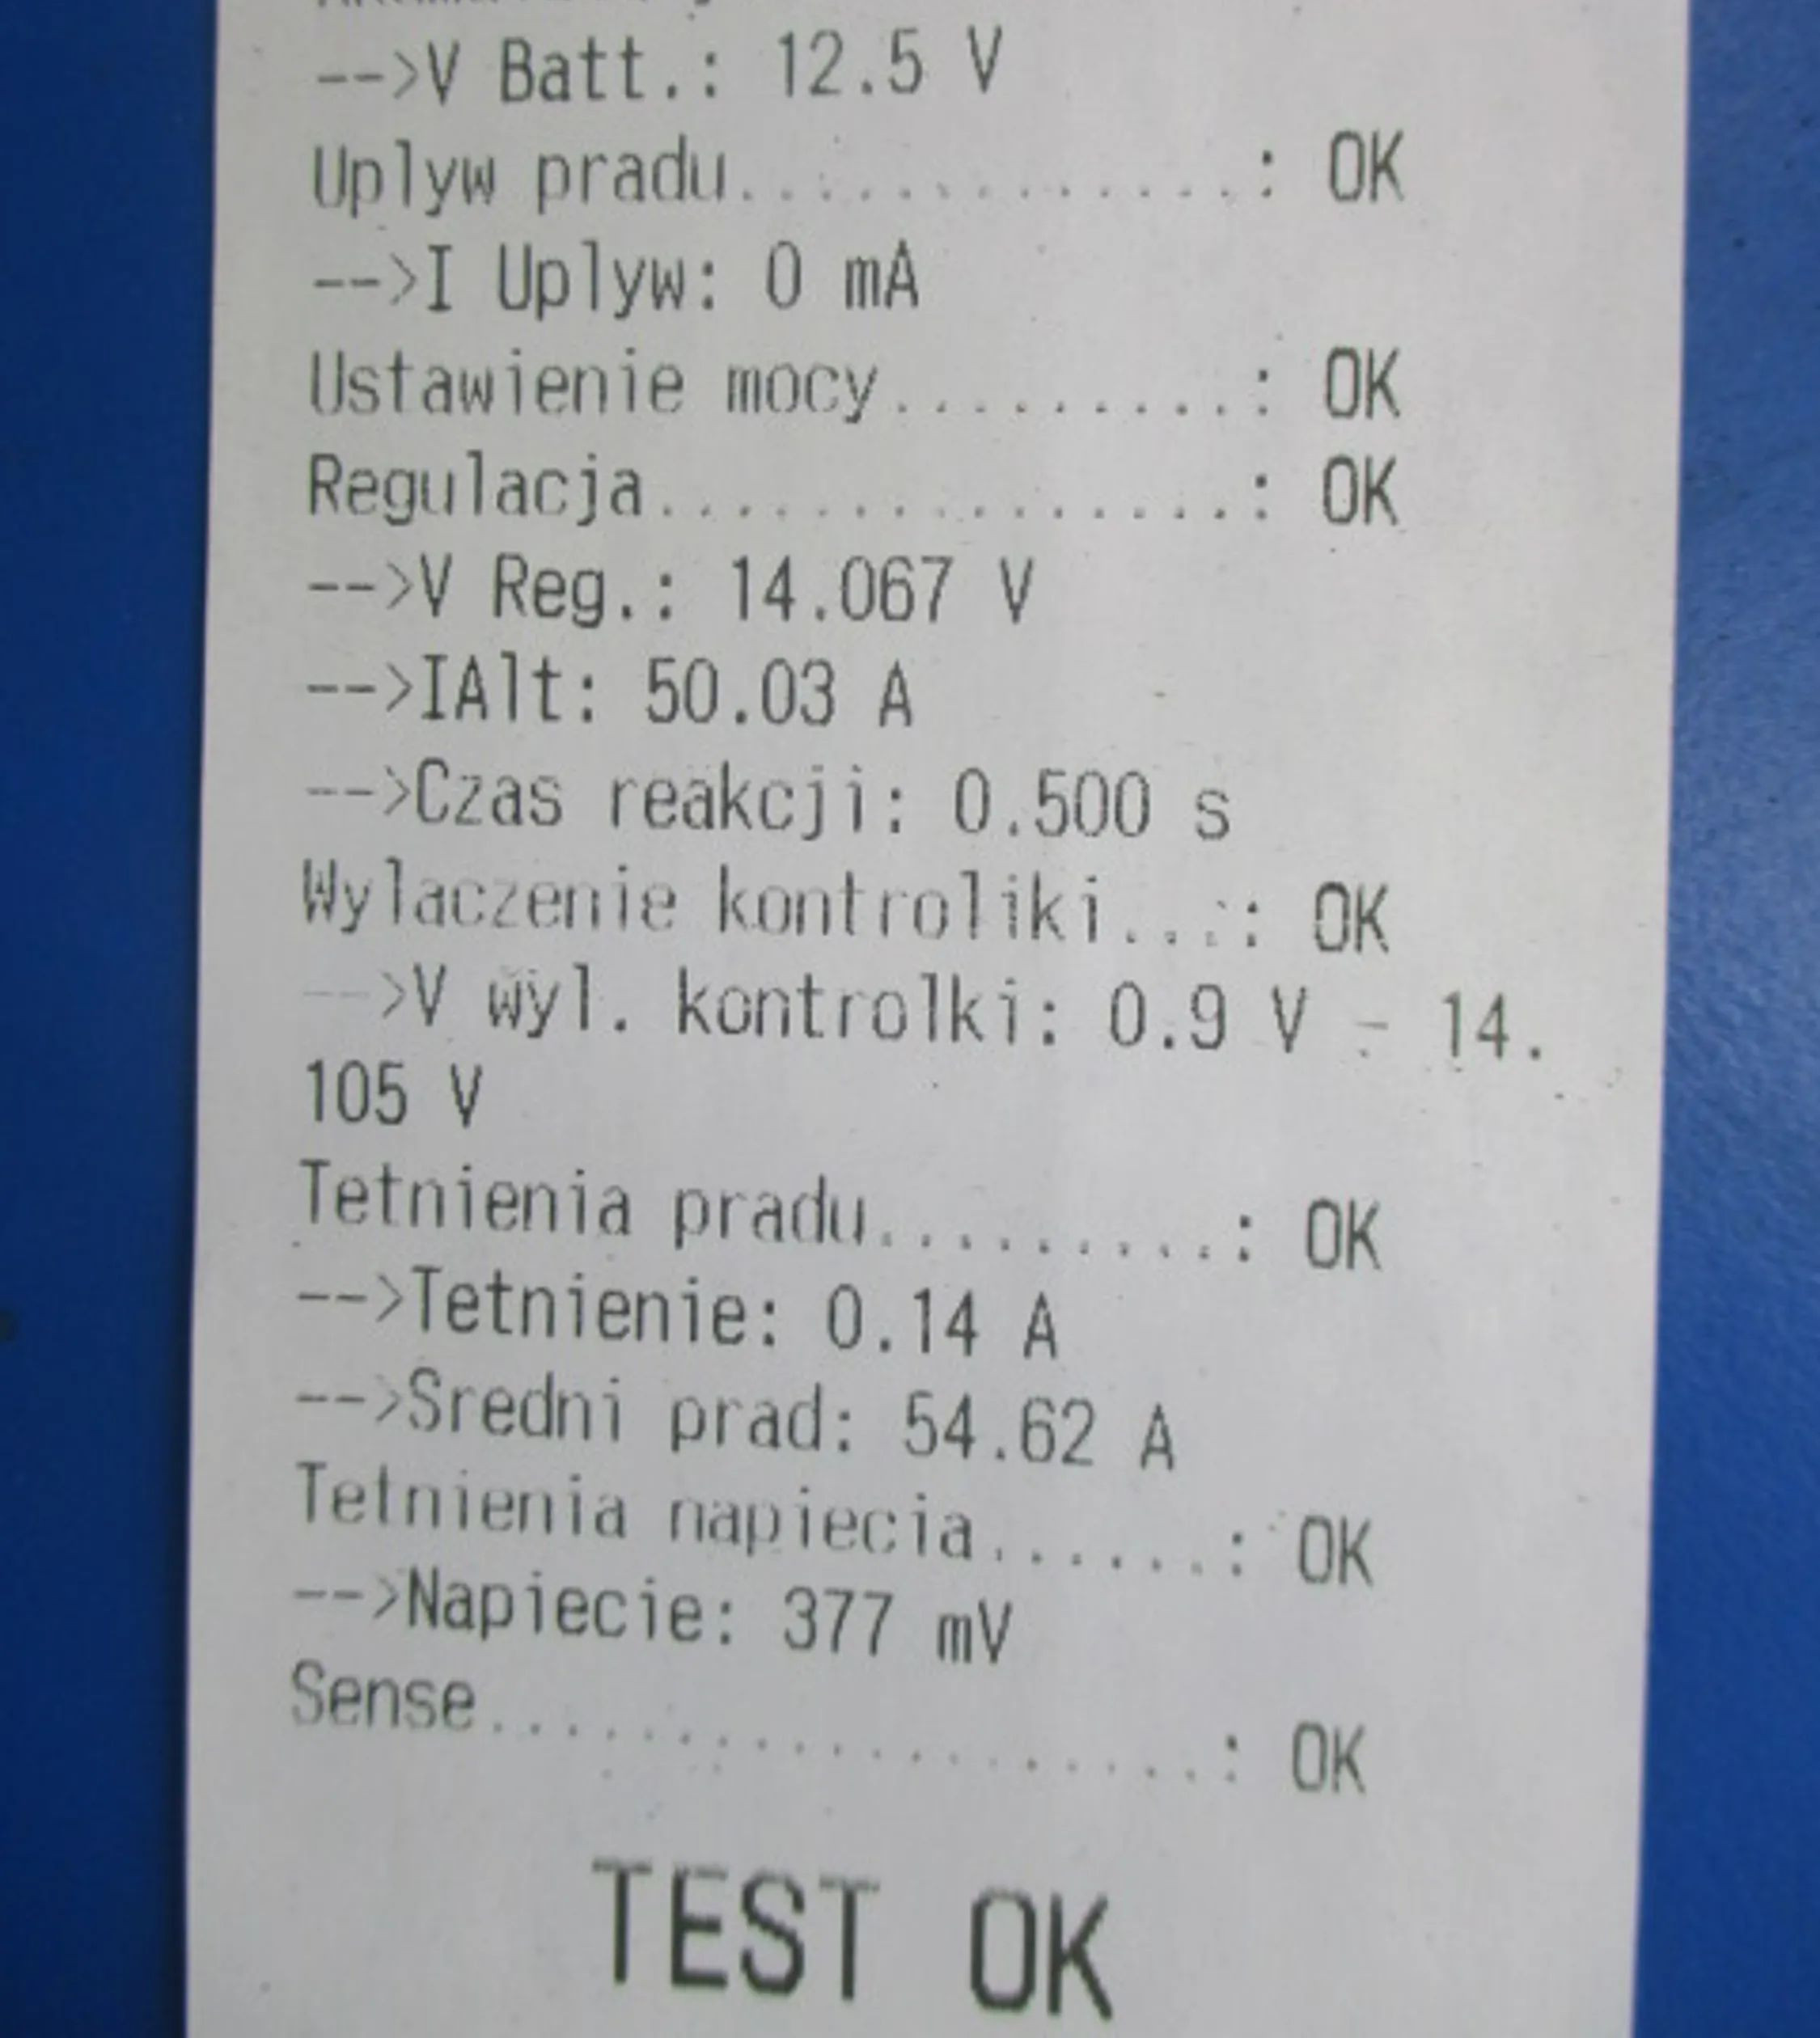 -->V Batt.: 12.5 V
Uplyw pradu..............: OK
-->I Uplyw: 0 mA
Ustawienie mocy..........: OK
Regulacja................: OK
-->V Reg.: 14.067 V
-->IAlt: 50.03 A
-->Czas reakcji: 0.500 s
Wylaczenie kontroliki...: OK
-->V wyl. kontrolki: 0.9 V - 14.
105 V
Tetnienia pradu..........: OK
-->Tetnienie: 0.14 A
-->Sredni prad: 54.62 A
Tetnienia napiecia......: OK
-->Napiecie: 377 mV
Sense...................: OK
TEST OK